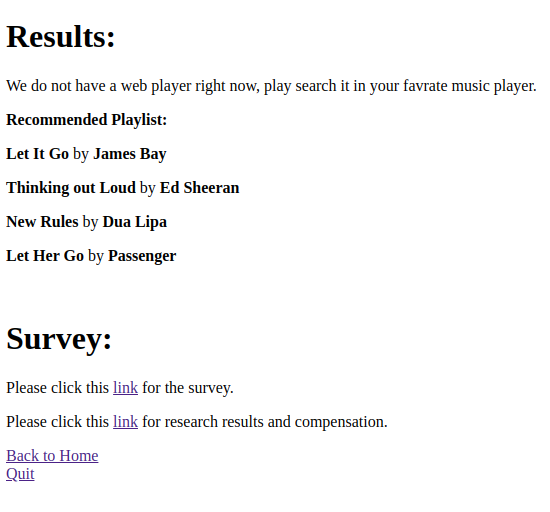 Results:
We do not have a web player right now, play search it in your favrate music player.
Recommended Playlist:
Let It Go by James Bay
Thinking out Loud by Ed Sheeran
New Rules by Dua Lipa
Let Her Go by Passenger
Survey:
Please click this link for the survey.
Please click this link for research results and compensation.
Back to Home
Quit